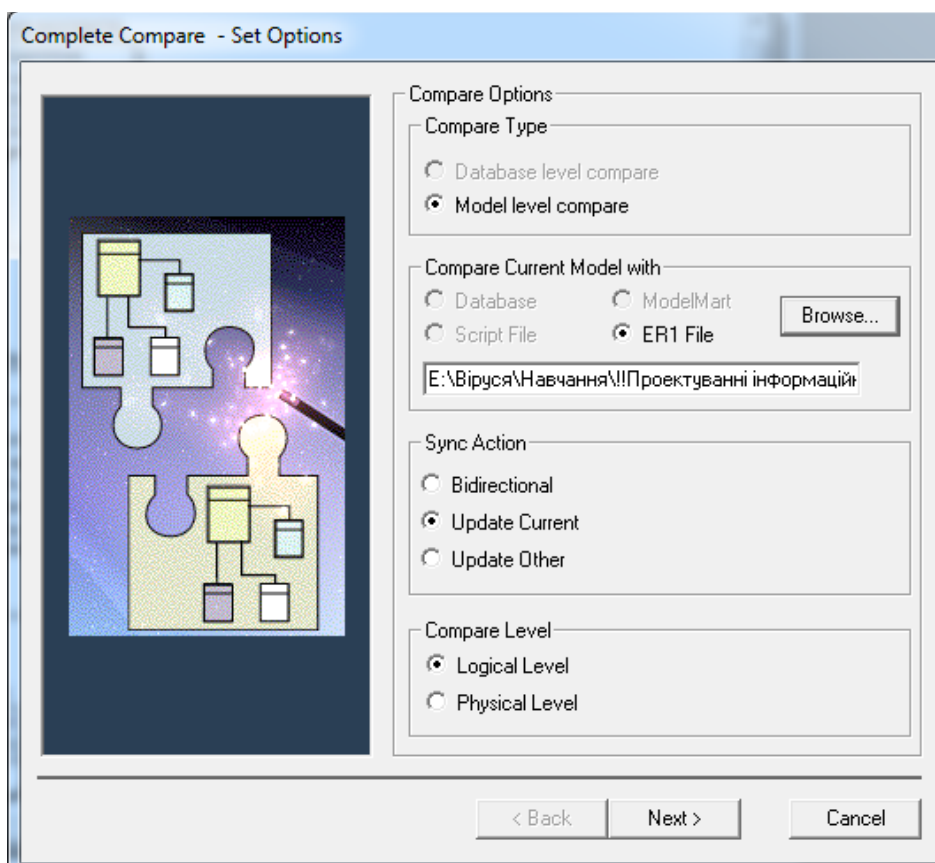 Complete Compare - Set Options
Compare Options
Compare Type
Database level compare
Model level compare
Compare Current Model with
Database
ModelMart
Browse...
Script File
ER1 File
E:\Віруся\Навчання\!!Проектуванні інформаційн
Sync Action
Bidirectional
Update Current
Update Other
Compare Level
Logical Level
Physical Level
< Back
Next >
Cancel